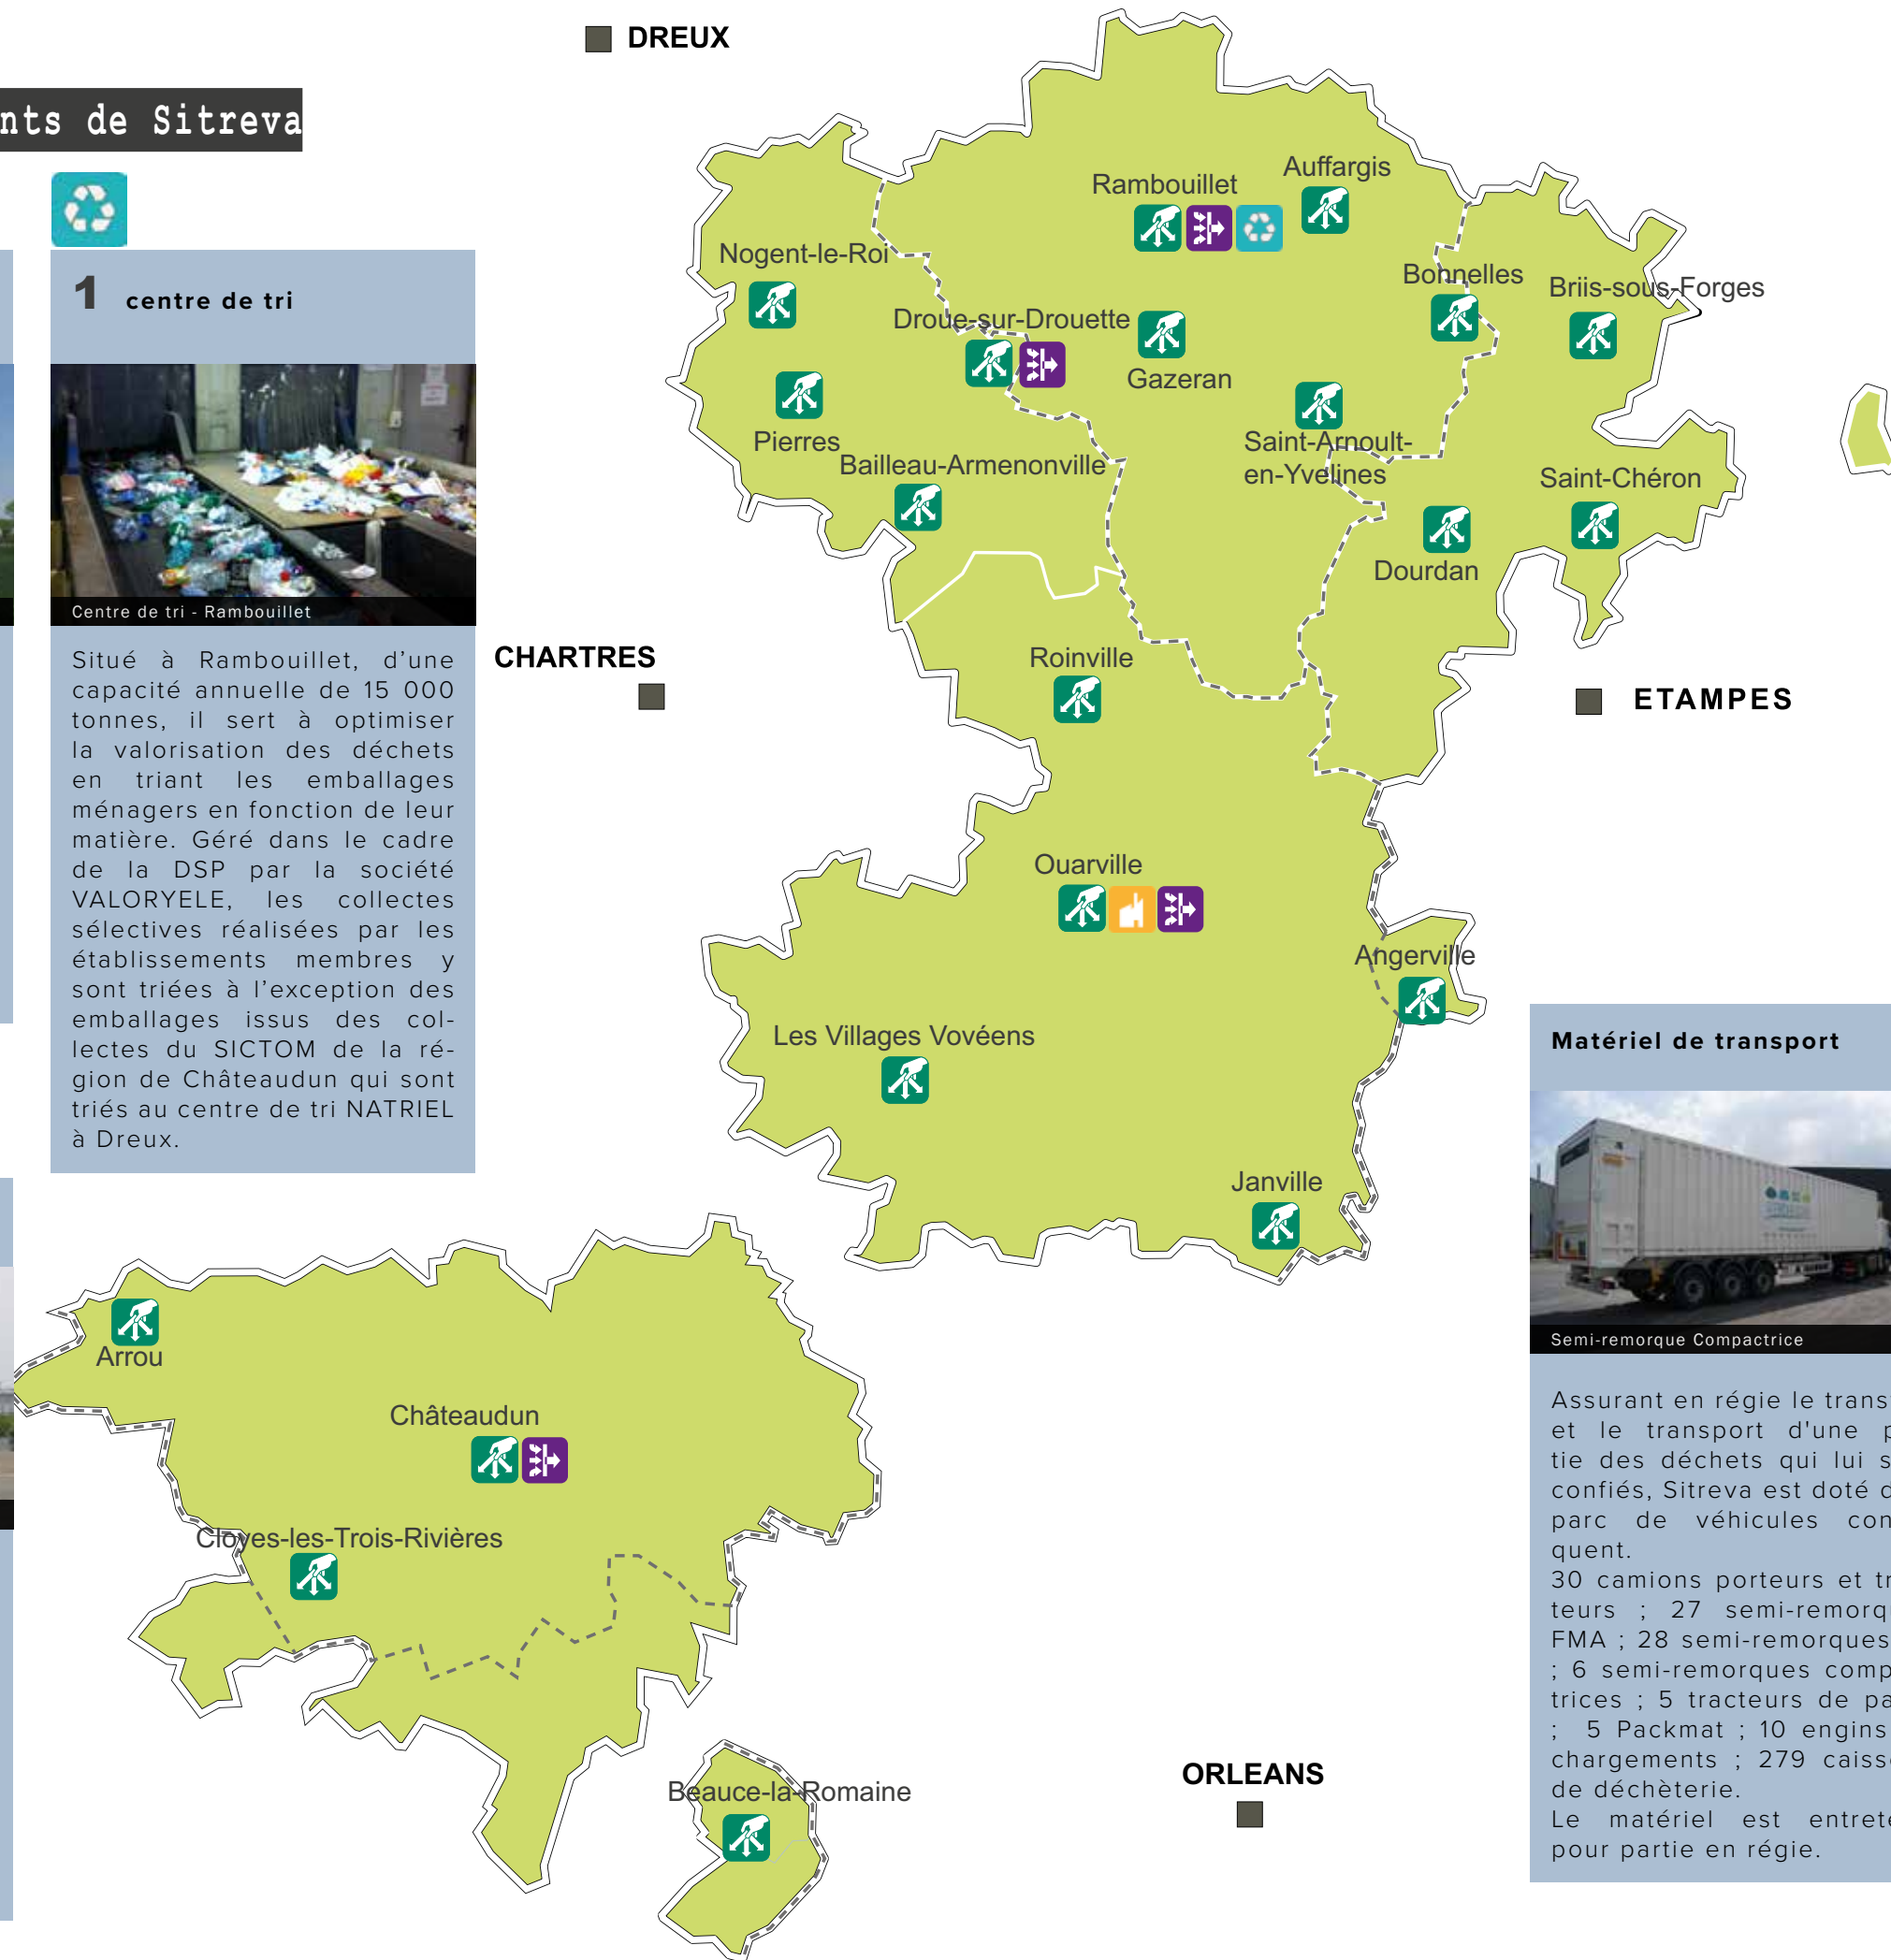 nts de Sitreva
1 centre de tri
Centre de tri - Rambouillet
Situé à Rambouillet, d'une
capacité annuelle de 15 000
tonnes, il sert à optimiser
la valorisation des déchets
en triant les emballages
ménagers en fonction de leur
matière. Géré dans le cadre
de la DSP par la société
VALORYELE, les collectes
sélectives réalisées par les
établissements membres y
sont triées à l'exception des
emballages issus des col-
lectes du SICTOM de la ré-
gion de Châteaudun qui sont
triés au centre de tri NATRIEL
à Dreux.
DREUX
Auffargis
Rambouillet
Nogent-le-Roi
Bonnelles
Briis-sous-Forges
Droue-sur-Drouette
Gazeran
Pierres
Saint-Arnoult-
en-Yvelines
Bailleau-Armenonville
Saint-Chéron
Dourdan
CHARTRES
Roinville
ETAMPES
Ouarville
Angerville
Les Villages Vovéens
Janville
Arrou
Châteaudun
Cloyes-les-Trois-Rivières
Beauce-la-Romaine
ORLEANS
Matériel de transport
Semi-remorque Compactrice
Assurant en régie le trans
et le transport d'une p
tie des déchets qui lui s
confiés, Sitreva est doté d
parc de véhicules con
quent.
30 camions porteurs et tr
teurs ; 27 semi-remorq
FMA ; 28 semi-remorques
; 6 semi-remorques comp
trices ; 5 tracteurs de pa
; 5 Packmat ; 10 engins
chargements ; 279 caiss
de déchèterie.
Le matériel est entrete
pour partie en régie.